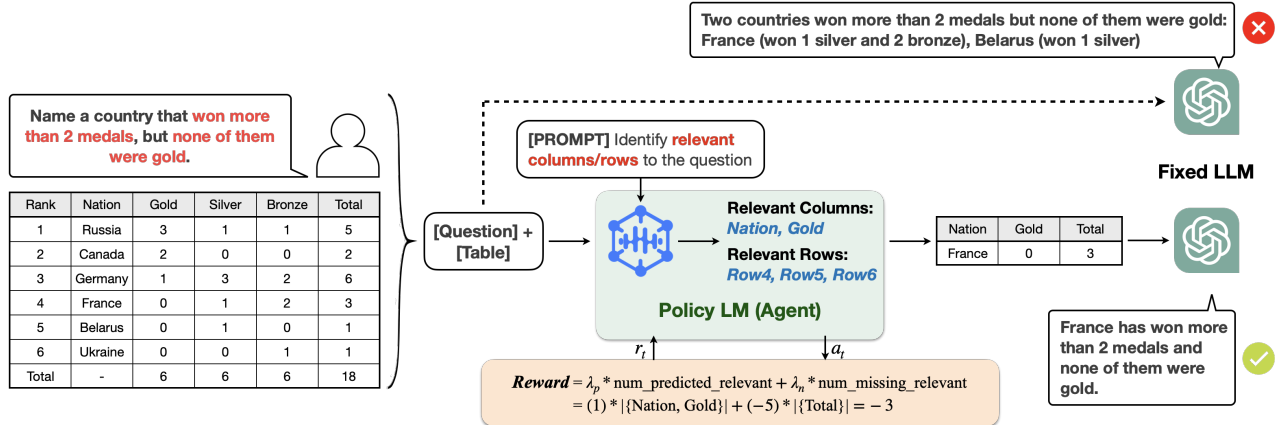 Two countries won more than 2 medals but none of them were gold:
France (won 1 silver and 2 bronze), Belarus (won 1 silver)
Name a country that won more
than 2 medals, but none of them
were gold.
[PROMPT] Identify relevant
columns/rows to the question
Fixed LLM
Rank Nation Gold Silver Bronze Total
1 Russia 3 1 1 5
2 Canada 2 0 0 2
3 Germany 1 3 2 6
4 France 0 1 2 3
5 Belarus 0 1 0 1
6 Ukraine 0 0 1 1
Total - 6 6 6 18
[Question] +
[Table]
Relevant Columns:
Nation, Gold
Relevant Rows:
Row4, Row5, Row6
Policy LM (Agent)
Nation Gold Total
France 0 3
France has won more
than 2 medals and
none of them were
gold.
rₜ aₜ
Reward = λₚ * num_predicted_relevant + λₙ * num_missing_relevant
= (1) * |{Nation, Gold}| + (−5) * |{Total}| = − 3